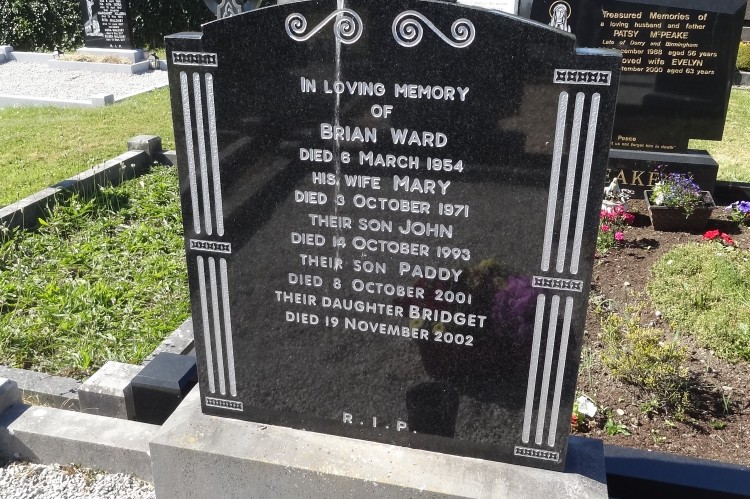 IN LOVING MEMORY
OF
BRIAN WARD
DIED 6 MARCH 1954
HIS WIFE MARY
DIED 3 OCTOBER 1971
THEIR SON JOHN
DIED 14 OCTOBER 1993
THEIR SON PADDY
DIED 8 OCTOBER 2001
THEIR DAUGHTER BRIDGET
DIED 19 NOVEMBER 2002
R.I.P.
Treasured Memories of
a loving husband and father
PATSY McPEAKE
Late of Derry and Birmingham
1988 aged 56 years
wife EVELYN
2000 aged 63 years
Peace